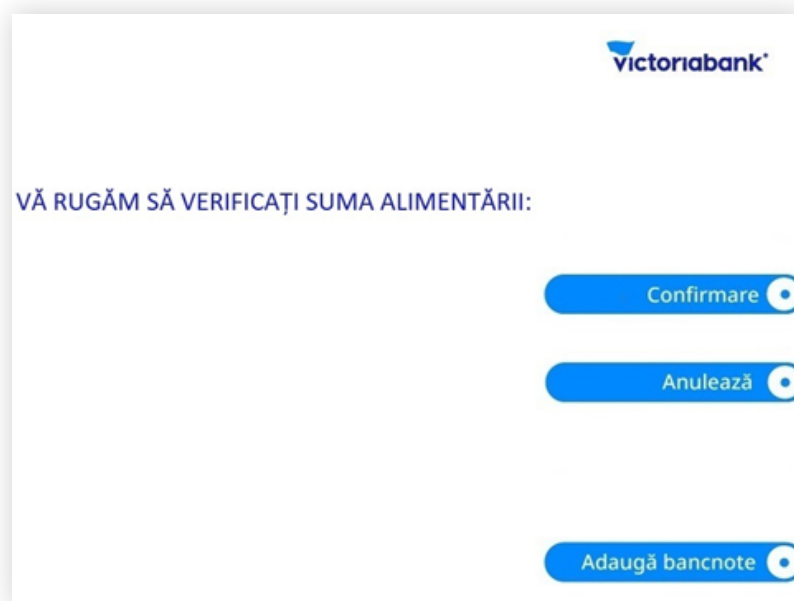 victoriabank
VĂ RUGĂM SĂ VERIFICAȚI SUMA ALIMENTĂRII:
Confirmare
Anulează
Adaugă bancnote